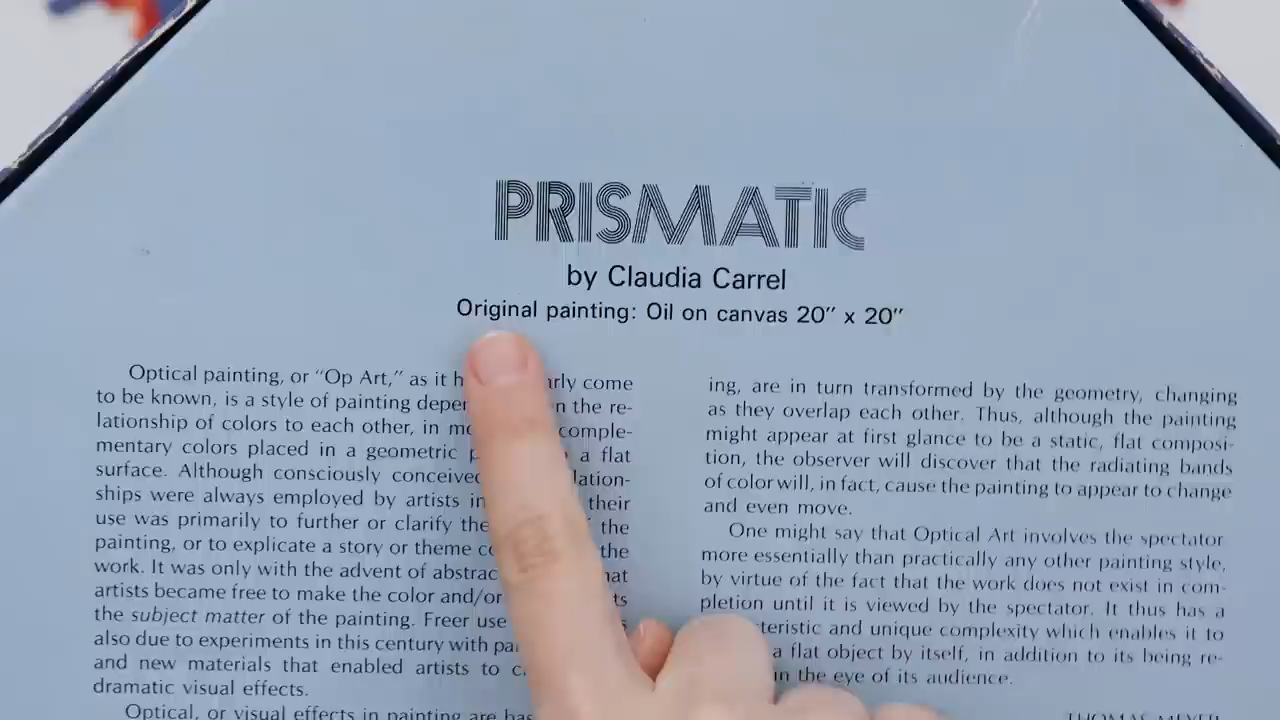 PRISMATIC
by Claudia Carrel
Original painting: Oil on canvas 20" x 20"
Optical painting, or “Op Art,” as it come
to be known, is a style of painting the re-
lationship of colors to each other, in comple-
mentary colors placed in a geometric a flat
surface. Although consciously conceived
ships were always employed by artists in their
use was primarily to further or clarify the the
painting, or to explicate a story or theme the
work. It was only with the advent of
artists became free to make the color and/or
the subject matter of the painting. Freer use
also due to experiments in this century with
and new materials that enabled artists to
dramatic visual effects.
Optical, or visual effects in painting are
ing, are in turn transformed by the geometry, changing
as they overlap each other. Thus, although the painting
might appear at first glance to be a static, flat composi-
tion, the observer will discover that the radiating bands
of color will, in fact, cause the painting to appear to change
and even move.
One might say that Optical Art involves the spectator
more essentially than practically any other painting style,
by virtue of the fact that the work does not exist in com-
pletion until it is viewed by the spectator. It thus has a
teristic and unique complexity which enables it to
a flat object by itself, in addition to its being re-
in the eye of its audience.
THOMAS MEYER